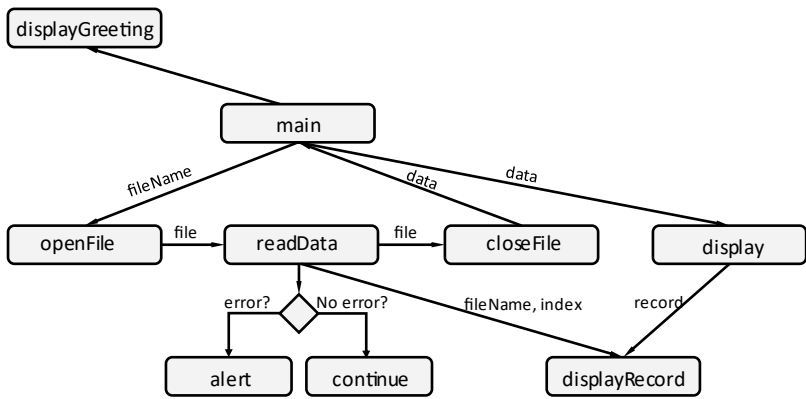 displayGreeting
main
fileName
data
data
openFile
file
readData
file
closeFile
display
error?
No error?
fileName, index
record
alert
continue
displayRecord